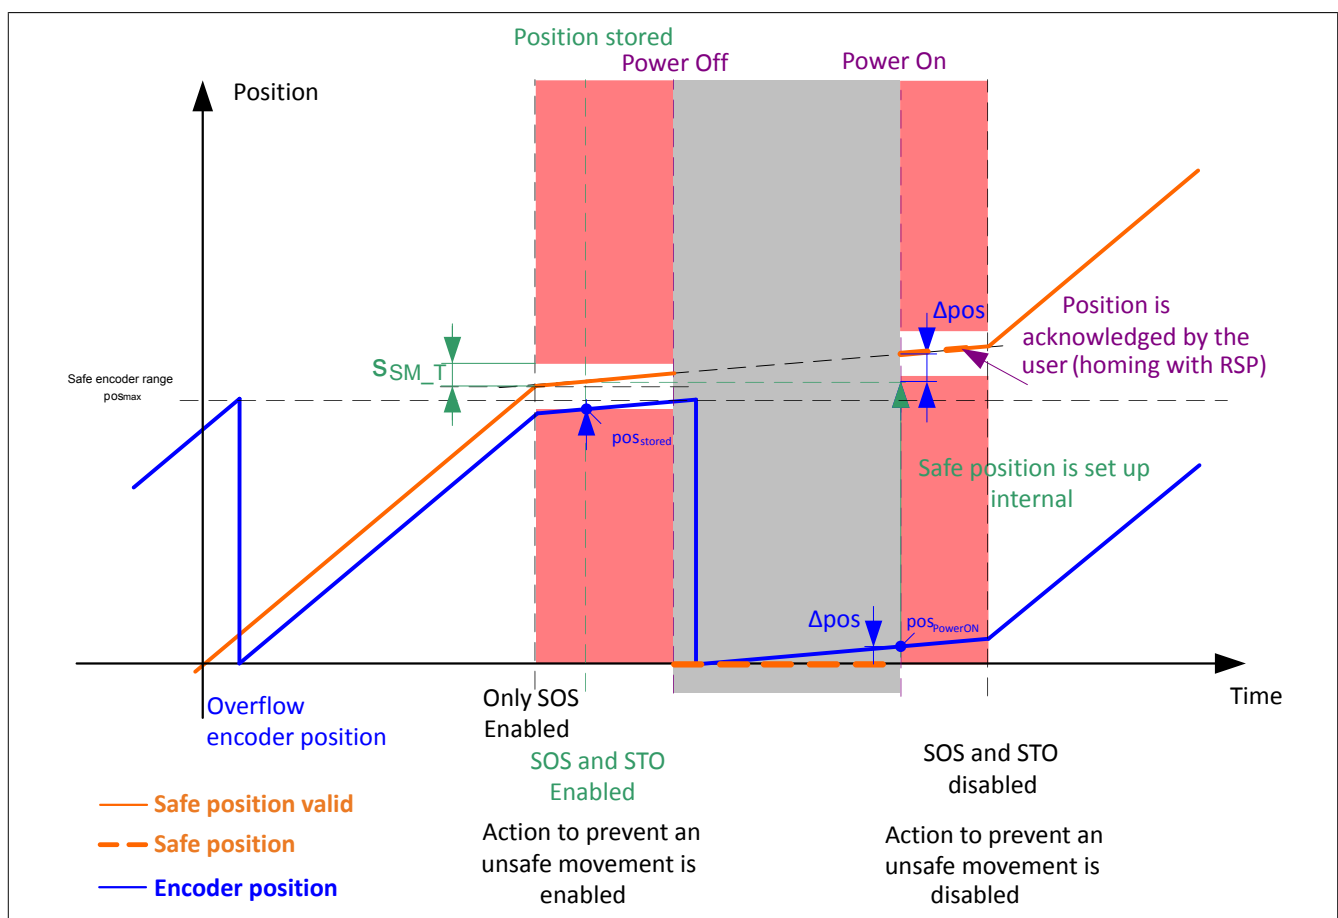 Position stored
Power Off
Power On
Position
Δpos
Position is
acknowledged by the
user (homing with RSP)
SSM_T
Safe encoder range
posmax
posstored
Safe position is set up
internal
Δpos
posPowerON
Time
Overflow
encoder position
Only SOS
Enabled
SOS and STO
Enabled
SOS and STO
disabled
Action to prevent an
unsafe movement is
enabled
Action to prevent an
unsafe movement is
disabled
Safe position valid
Safe position
Encoder position